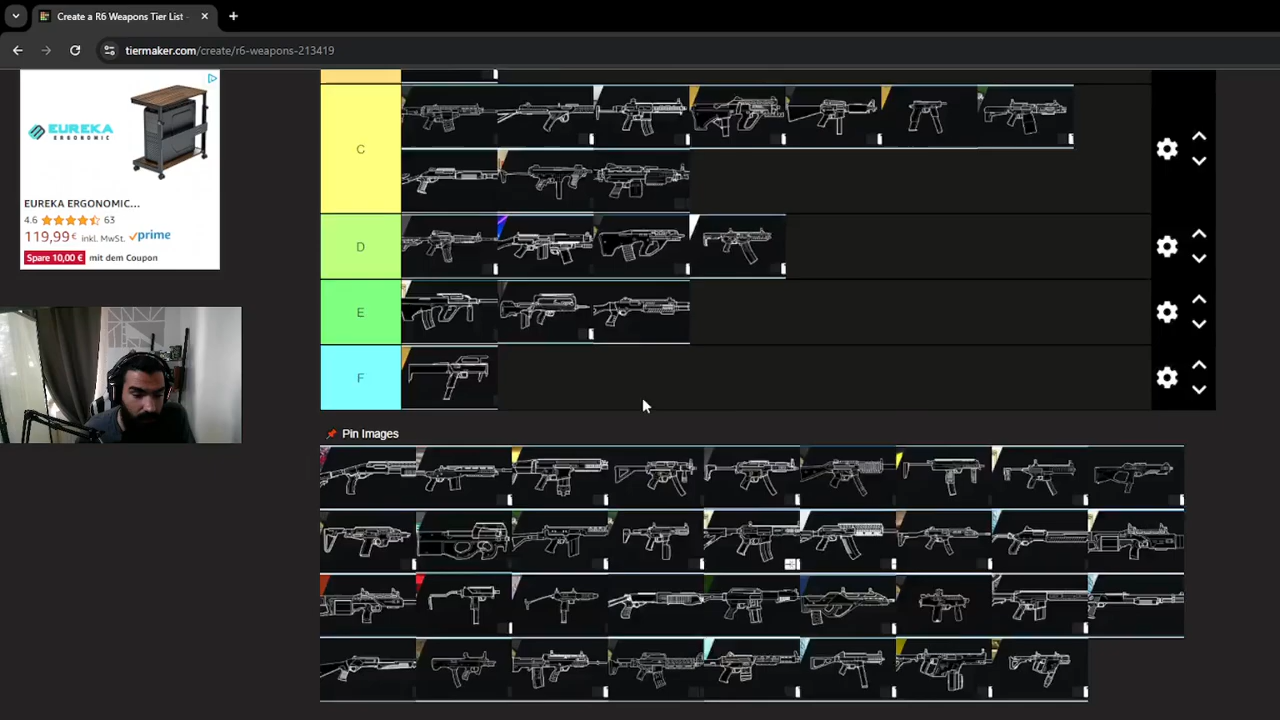 Create a R6 Weapons Tier List -
tiermaker.com/create/r6-weapons-213419
EUREKA
ERGONOMIC
EUREKA ERGONOMIC...
4.6 63
119,99€ inkl. MwSt. prime
Spare 10,00 € mit dem Coupon
C
D
E
F
Pin Images